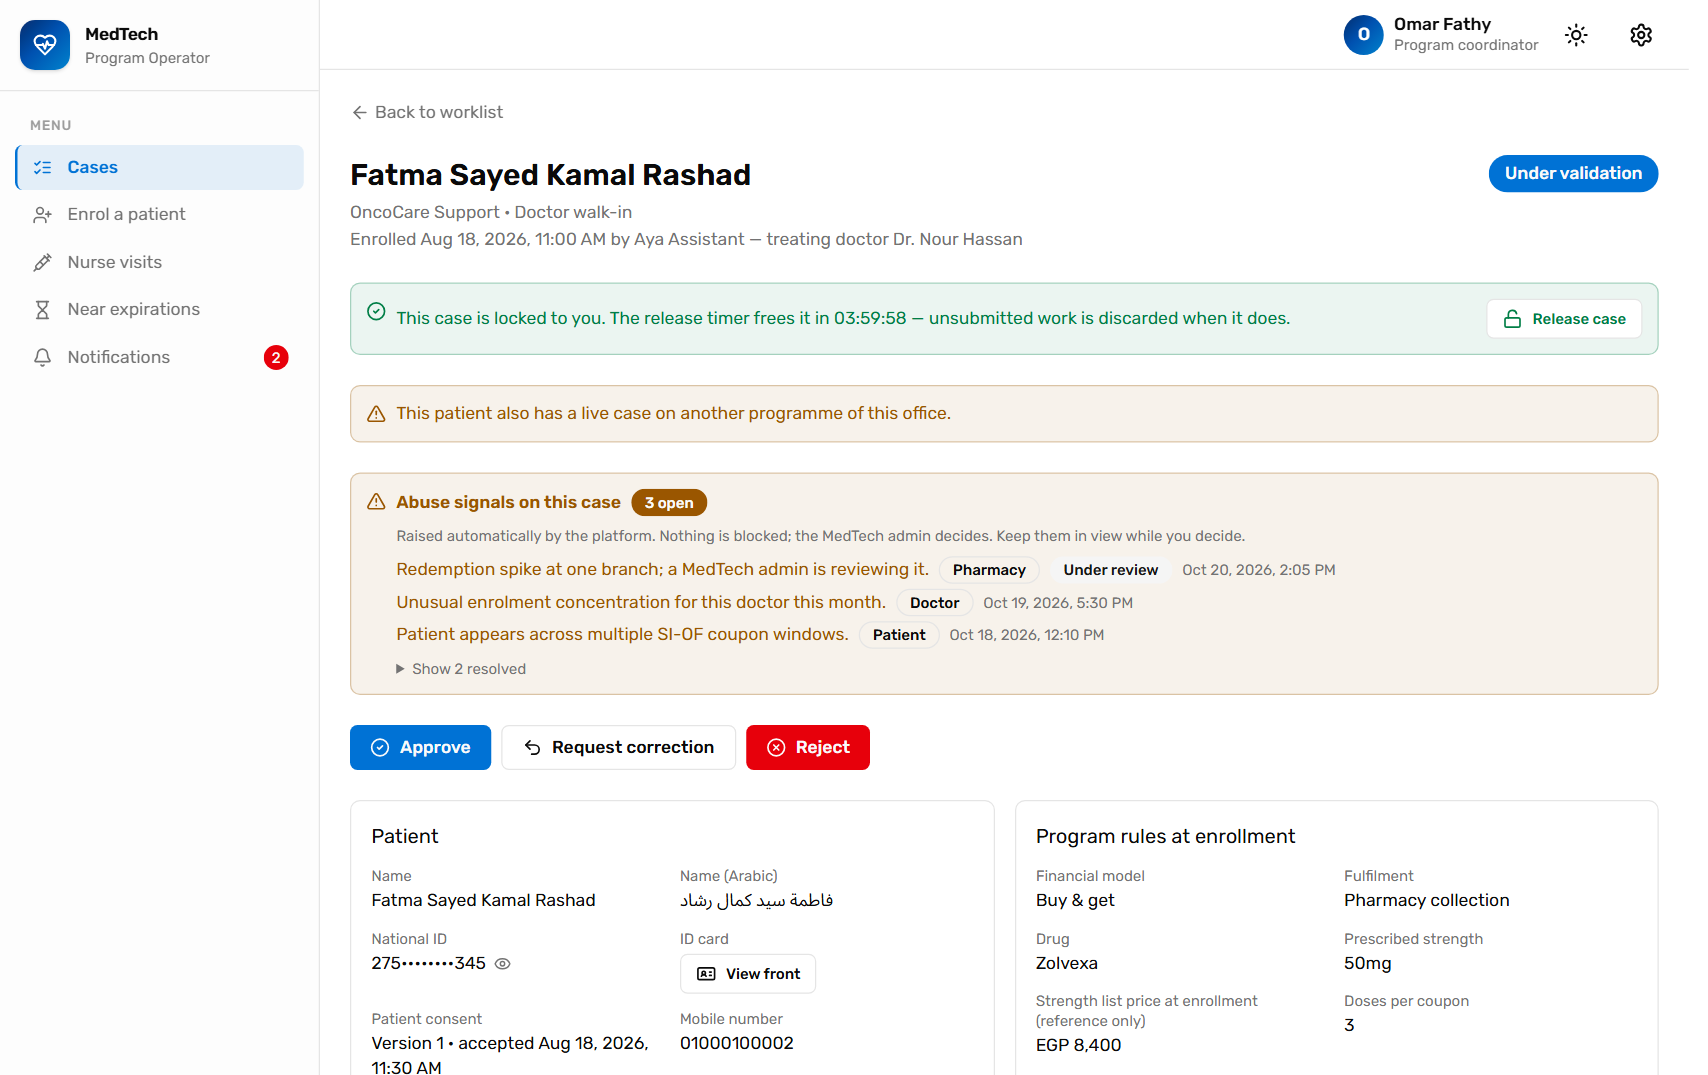 MedTech
Program Operator
MENU
Cases
Enrol a patient
Nurse visits
Near expirations
Notifications
2
O
Omar Fathy
Program coordinator
Back to worklist
Fatma Sayed Kamal Rashad
Under validation
OncoCare Support • Doctor walk-in
Enrolled Aug 18, 2026, 11:00 AM by Aya Assistant — treating doctor Dr. Nour Hassan
This case is locked to you. The release timer frees it in 03:59:58 — unsubmitted work is discarded when it does.
Release case
This patient also has a live case on another programme of this office.
Abuse signals on this case 3 open
Raised automatically by the platform. Nothing is blocked; the MedTech admin decides. Keep them in view while you decide.
Redemption spike at one branch; a MedTech admin is reviewing it. Pharmacy Under review Oct 20, 2026, 2:05 PM
Unusual enrolment concentration for this doctor this month. Doctor Oct 19, 2026, 5:30 PM
Patient appears across multiple SI-OF coupon windows. Patient Oct 18, 2026, 12:10 PM
Show 2 resolved
Approve
Request correction
Reject
Patient
Name
Fatma Sayed Kamal Rashad
Name (Arabic)
فاطمة سيد كمال رشاد
National ID
275••••••••345
ID card
View front
Patient consent
Version 1 • accepted Aug 18, 2026,
11:30 AM
Mobile number
01000100002
Program rules at enrollment
Financial model
Buy & get
Fulfilment
Pharmacy collection
Drug
Zolvexa
Prescribed strength
50mg
Strength list price at enrollment
(reference only)
EGP 8,400
Doses per coupon
3